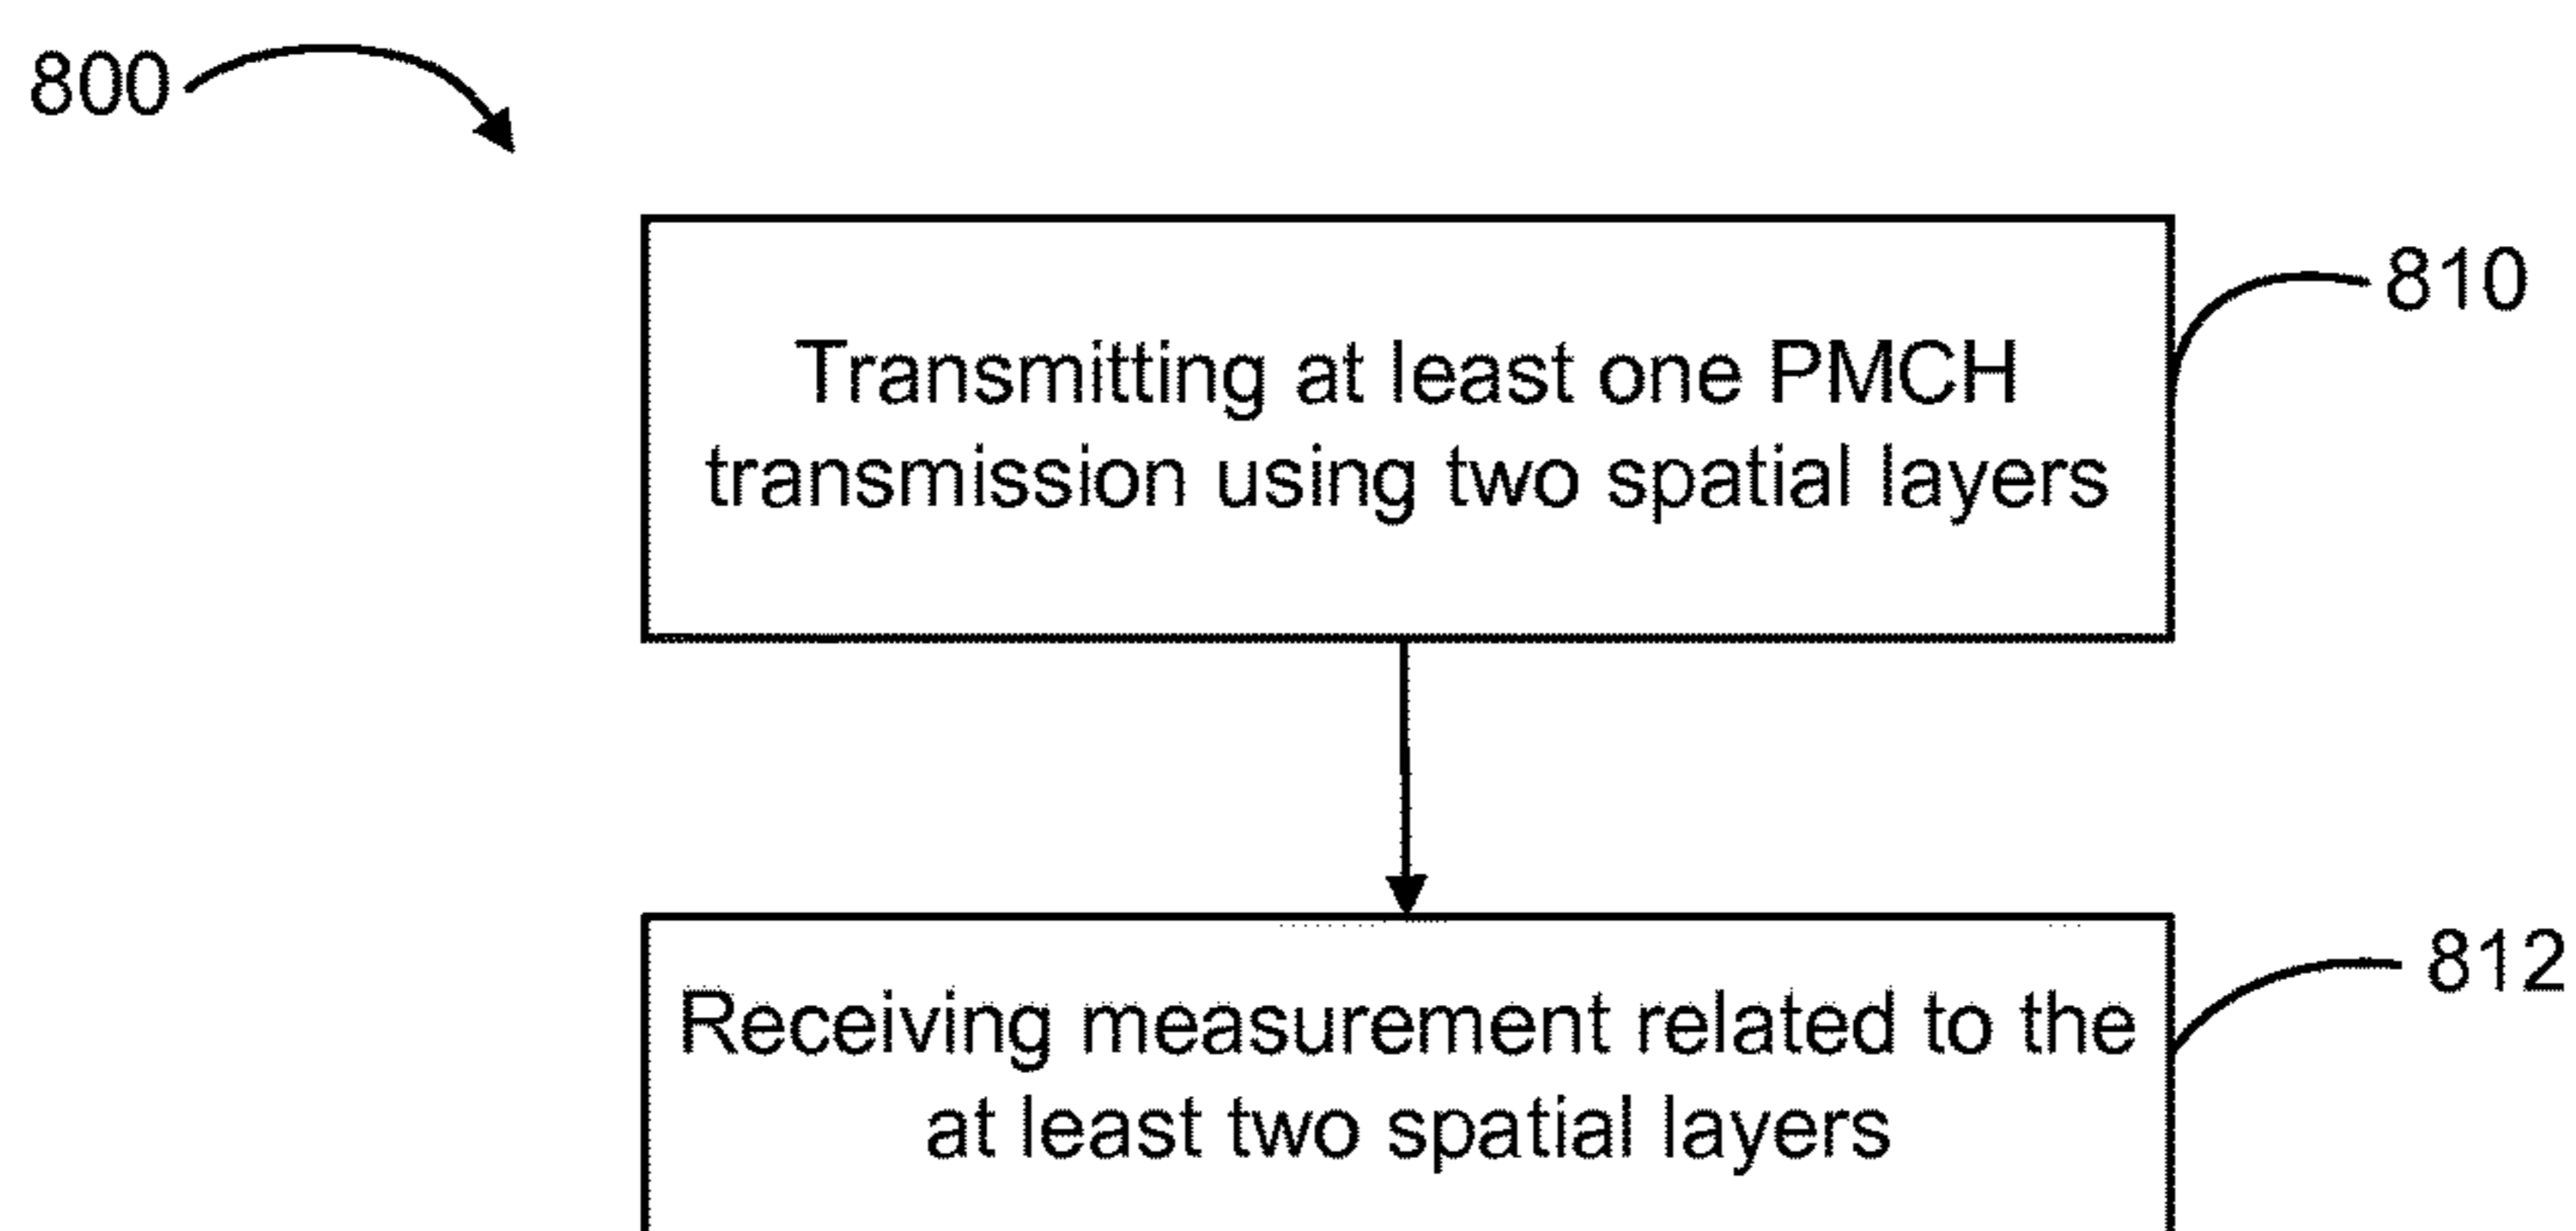 800
810
Transmitting at least one PMCH
transmission using two spatial layers
812
Receiving measurement related to the
at least two spatial layers